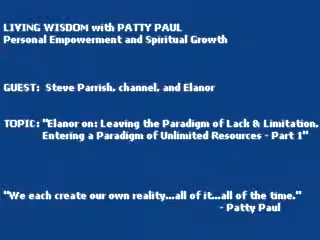 LIVING WISDOM with PATTY PAUL
Personal Empowerment and Spiritual Growth
GUEST: Steve Parrish, channel, and Elanor
TOPIC: "Elanor on: Leaving the Paradigm of Lack & Limitation.
Entering a Paradigm of Unlimited Resources - Part 1"
"We each create our own reality...all of it...all of the time."
- Patty Paul